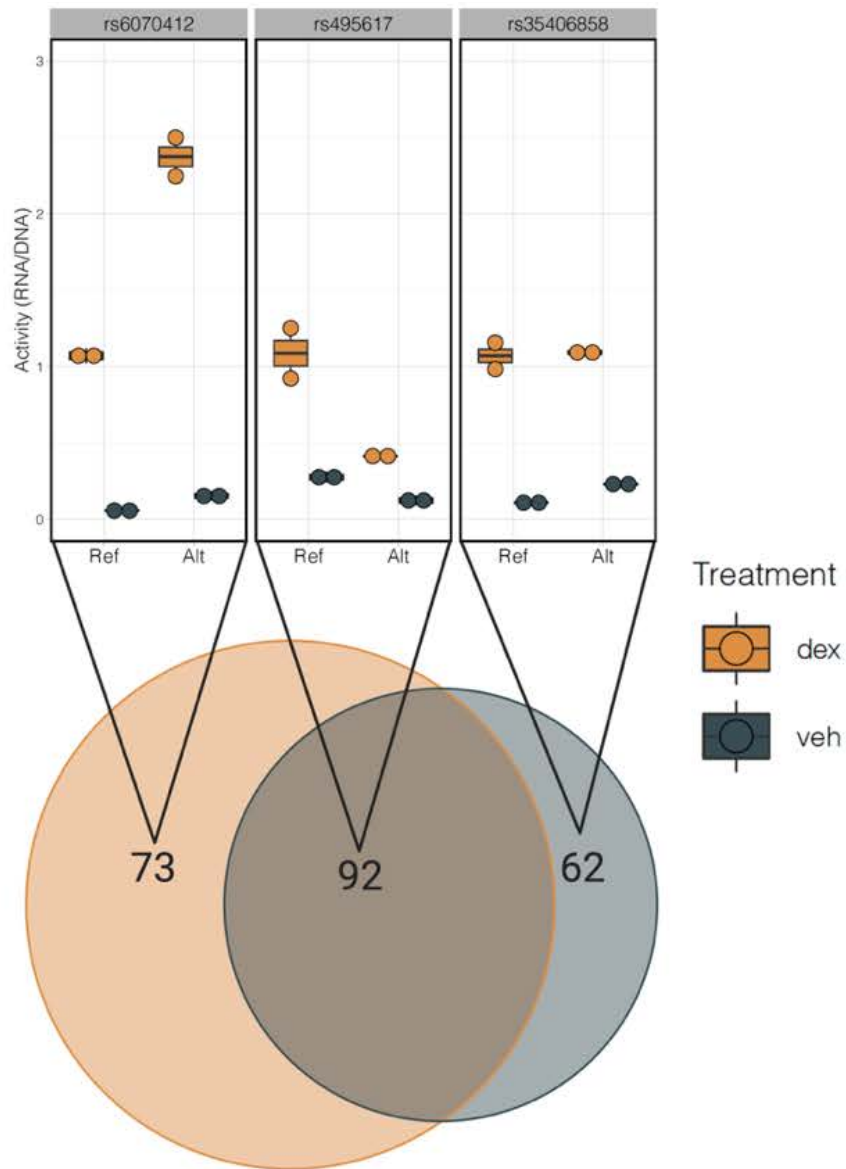 rs6070412 rs495617 rs35406858
3
2
1
0
Activity (RNA/DNA)
Ref Alt Ref Alt Ref Alt
Treatment
dex
veh
73 92 62